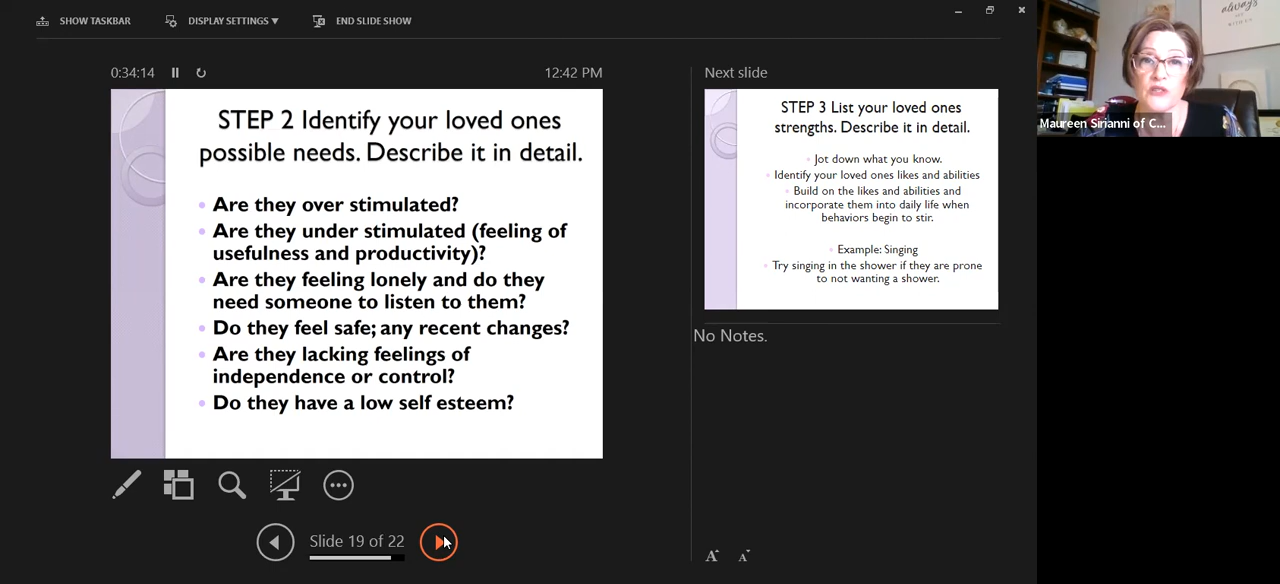 SHOW TASKBAR
DISPLAY SETTINGS ▼
END SLIDE SHOW
always
0:34:14
12:42 PM
Next slide
STEP 2 Identify your loved ones
possible needs. Describe it in detail.
• Are they over stimulated?
• Are they under stimulated (feeling of
usefulness and productivity)?
• Are they feeling lonely and do they
need someone to listen to them?
• Do they feel safe; any recent changes?
• Are they lacking feelings of
independence or control?
• Do they have a low self esteem?
STEP 3 List your loved ones
strengths. Describe it in detail.
• Jot down what you know.
• Identify your loved ones likes and abilities
• Build on the likes and abilities and
incorporate them into daily life when
behaviors begin to stir.
• Example: Singing
• Try singing in the shower if they are prone
to not wanting a shower.
Maureen Sirianni of C...
No Notes.
Slide 19 of 22
A A